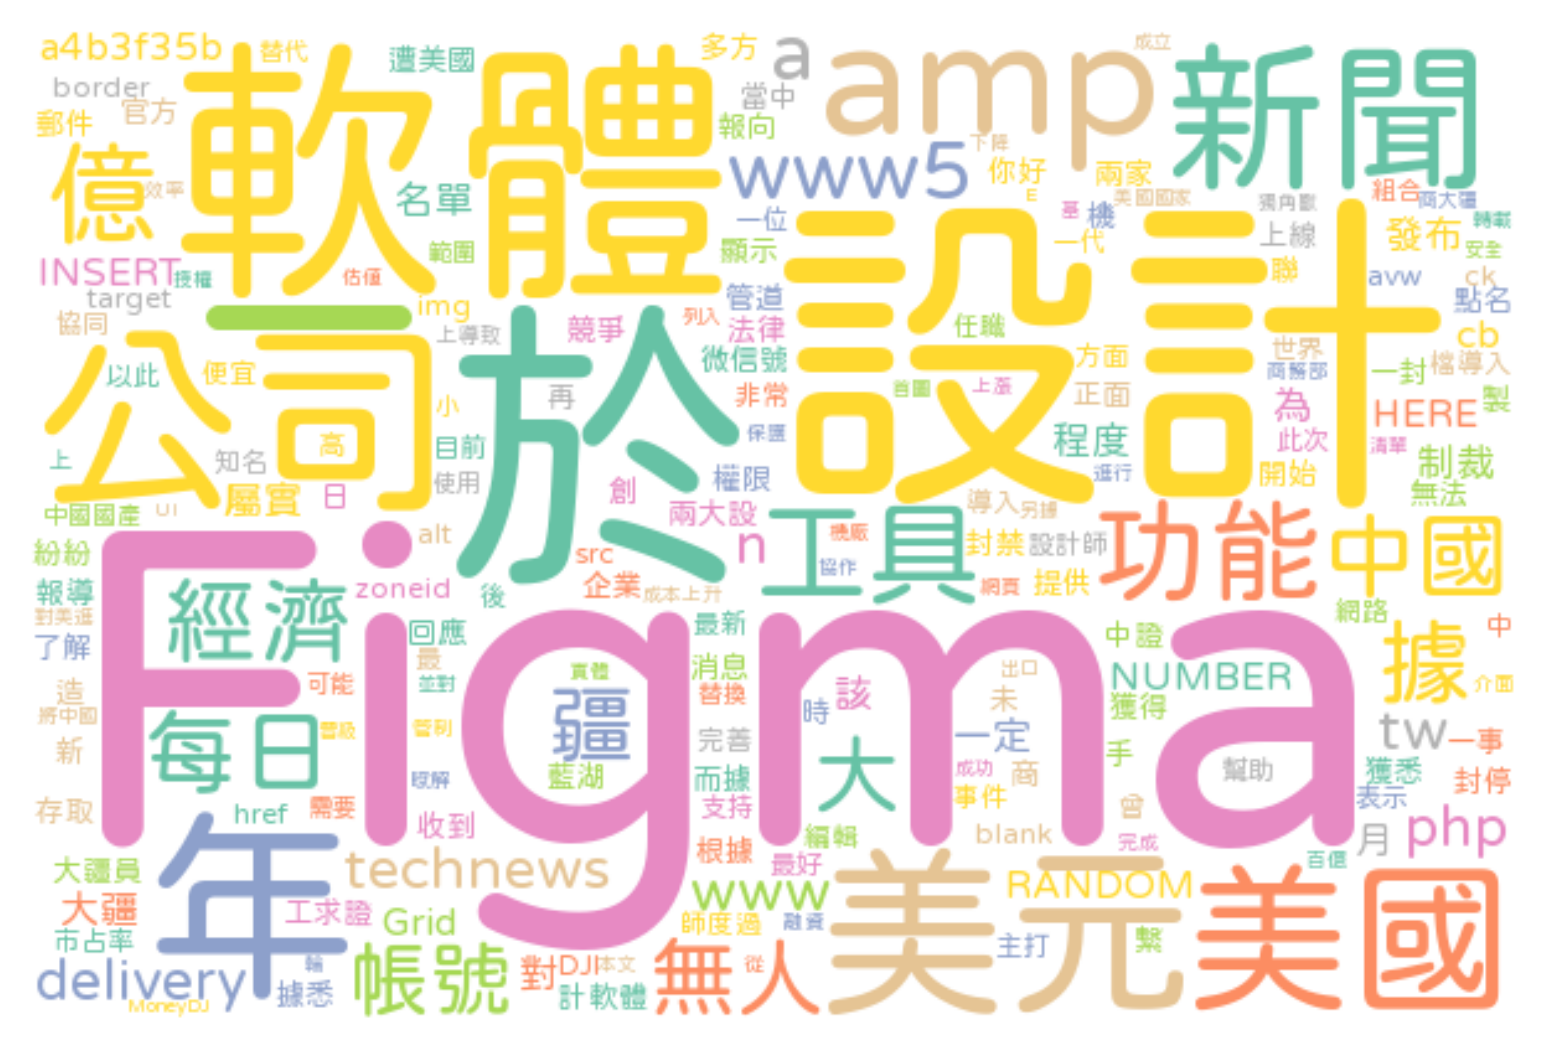 a4b3f35b
替代
遭美國
多方
a
amp
成立
新聞
border
官方
軟體
當中
郵件
報向
下降
億
效率
名單
www5
你好
兩家
E
美國國家
組合
商大疆
一位
基
機
獨角獸
轉載
範圍
顯示
設計
一代
上線
發布
安全
INSERT
授權
估值
聯
avw
ck
target
img
管道
點名
協同
公司
上導致
於
競爭
列入
法律
任職
世界
cb
以此
便宜
微信號
方面
商務部
一封
檔導入
小
再
非常
首圖
上漲
正面
為
HERE
製
高
目前
保護
程度
此次
清單
上
知名
使用
權限
進行
開始
制裁
無法
中國國產
UI
屬實
日
創
兩大設
導入
另據
Figma
alt
n
工具
機廠
封禁
設計師
功能
中國
紛紛
src
協作
報導
經濟
zoneid
後
企業
成本上升
網頁
提供
網路
了解
回應
最新
中證
據
中
最
實體
消息
出口
NUMBER
造
可能
並對
替換
該
未
獲得
介面
將中國
每日
晉級
管制
疆
時
一定
tw
一事
新
完善
手
瞭解
藍湖
而據
大
成功
商
幫助
獲悉
封停
存取
href
需要
收到
支持
事件
曾
表示
編輯
blank
完成
月
php
年
technews
根據
最好
百億
大疆員
www
美元
RANDOM
美國
大疆
工求證
Grid
師度過
融資
市占率
主打
繫
delivery
輪
帳號
對
DJI
本文
無人
從
MoneyDJ
據悉
計軟體